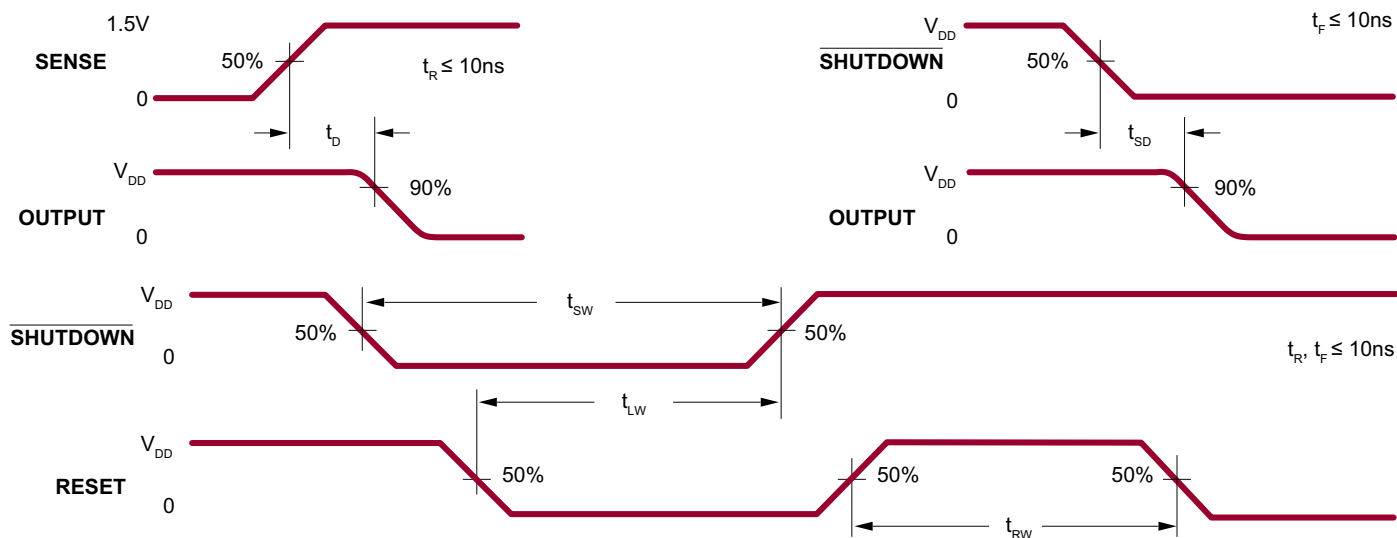 1.5V
SENSE
50%
t_R ≤ 10ns
0
t_D
V_DD
90%
OUTPUT
0
V_DD
t_F ≤ 10ns
SHUTDOWN
50%
0
t_SD
V_DD
90%
OUTPUT
0
V_DD
t_SW
50%
50%
SHUTDOWN
0
t_R, t_F ≤ 10ns
t_LW
V_DD
50%
50%
50%
RESET
0
t_RW